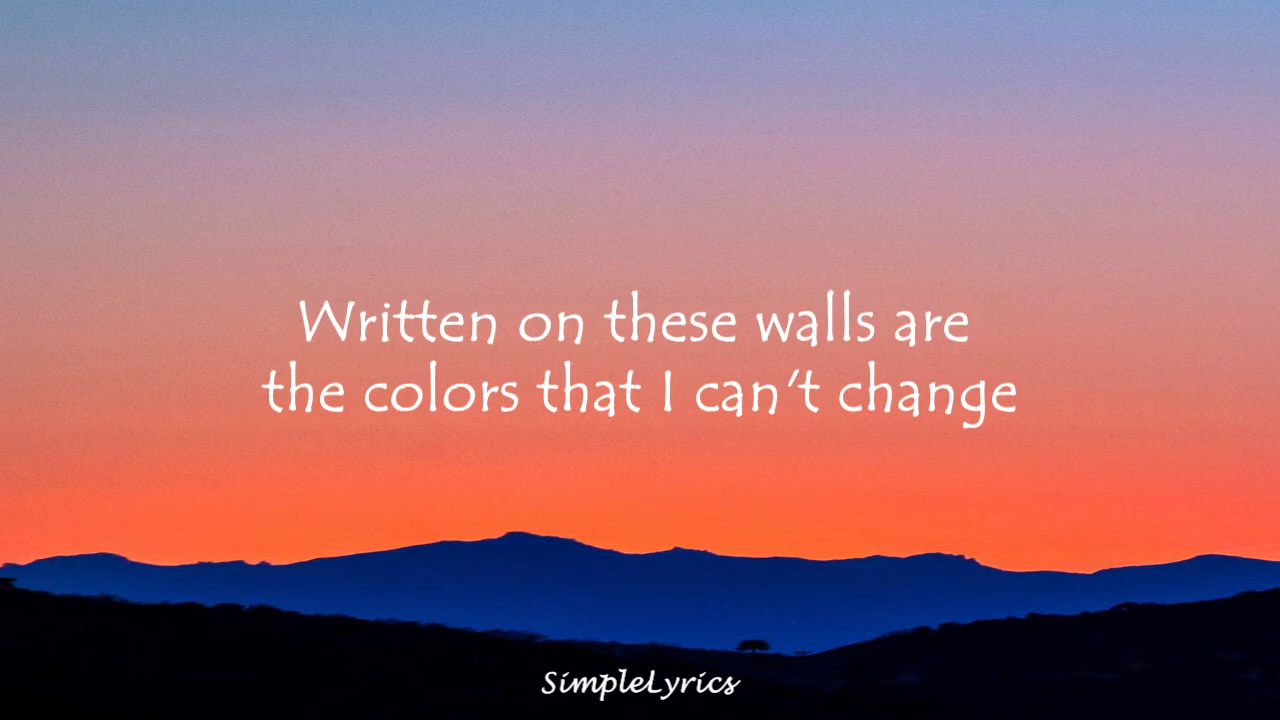 Written on these walls are
the colors that I can't change
SimpleLyrics